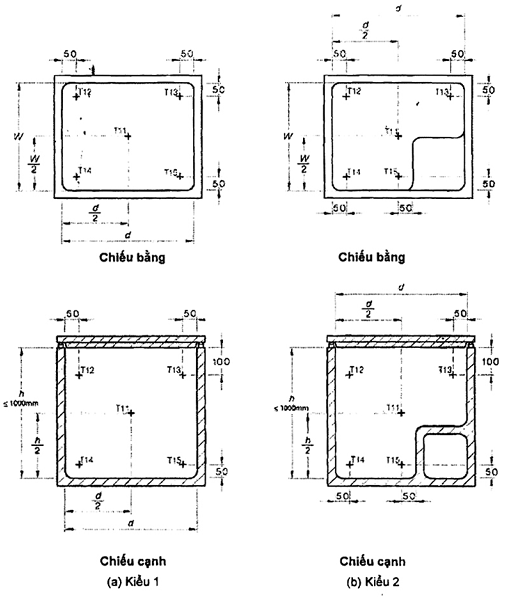 d
d/2
50
50
50
50
T12
T13
T12
T13
50
50
W
T11
W
T11
W/2
W/2
T14
T15
T14
T15
50
50
d/2
50
50
d
Chiếu bằng
Chiếu bằng
d
d/2
50
50
50
T12
T13
T12
T13
100
100
h
≤ 1000mm
T11
h
≤ 1000mm
T11
h/2
h/2
T14
T15
T14
T15
50
50
d/2
50
50
d
Chiếu cạnh
Chiếu cạnh
(a) Kiểu 1
(b) Kiểu 2